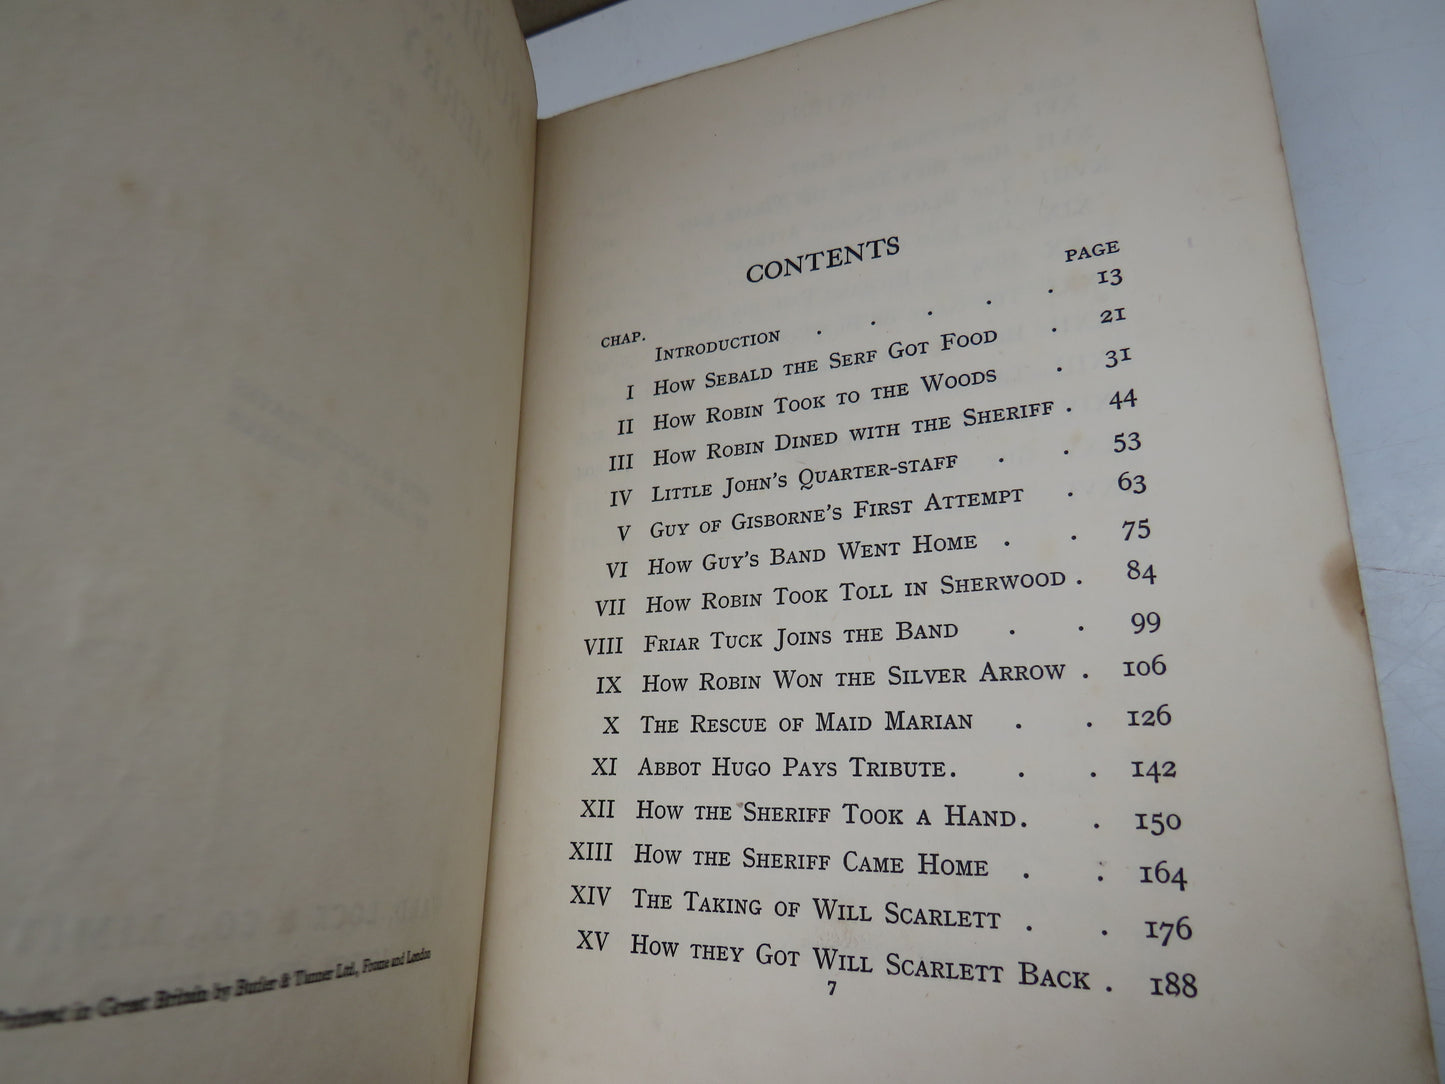 CONTENTS
CHAP. PAGE
INTRODUCTION . . . . . 13
I HOW SEBALD THE SERF GOT FOOD . 21
II HOW ROBIN TOOK TO THE WOODS . 31
III HOW ROBIN DINED WITH THE SHERIFF . 44
IV LITTLE JOHN'S QUARTER-STAFF . . 53
V GUY OF GISBORNE'S FIRST ATTEMPT . 63
VI HOW GUY'S BAND WENT HOME . . 75
VII HOW ROBIN TOOK TOLL IN SHERWOOD . 84
VIII FRIAR TUCK JOINS THE BAND . . 99
IX HOW ROBIN WON THE SILVER ARROW . 106
X THE RESCUE OF MAID MARIAN . . 126
XI ABBOT HUGO PAYS TRIBUTE . . . 142
XII HOW THE SHERIFF TOOK A HAND . . 150
XIII HOW THE SHERIFF CAME HOME . . 164
XIV THE TAKING OF WILL SCARLETT . . 176
XV HOW THEY GOT WILL SCARLETT BACK . 188
7
Printed in Great Britain by Butler & Tanner Ltd., Frome and London